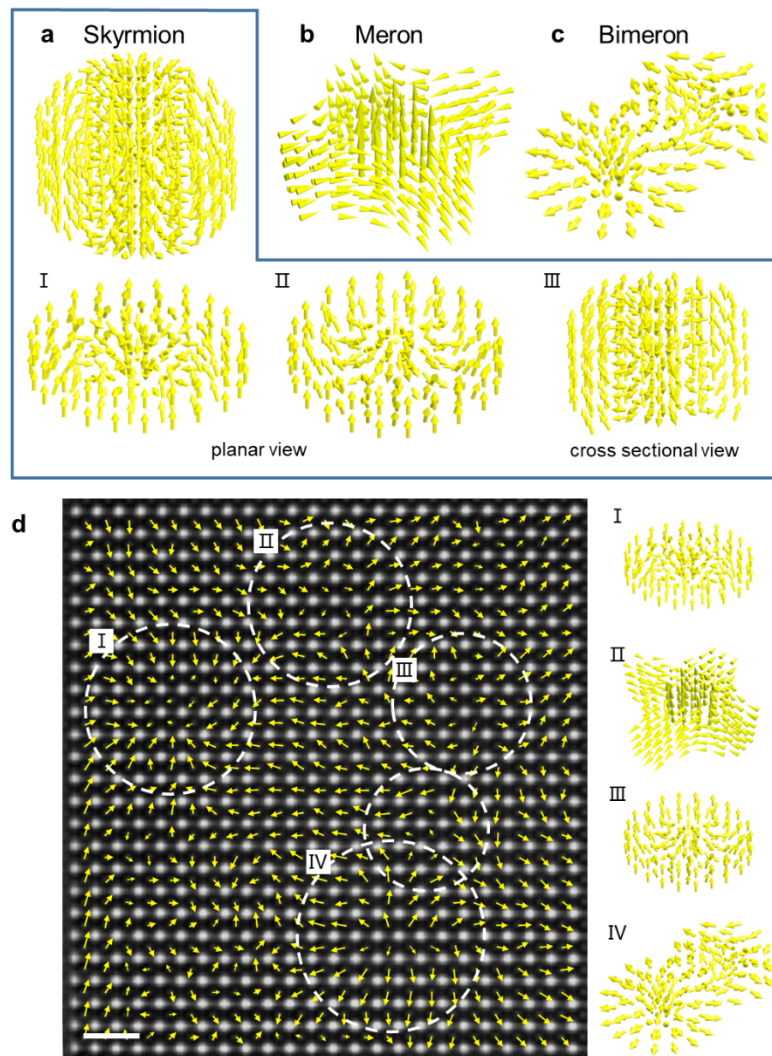 a Skyrmion
b Meron
c Bimeron
Ⅰ
Ⅱ
Ⅲ
planar view
cross sectional view
d
Ⅰ
Ⅱ
Ⅲ
Ⅳ
Ⅰ
Ⅱ
Ⅲ
Ⅳ